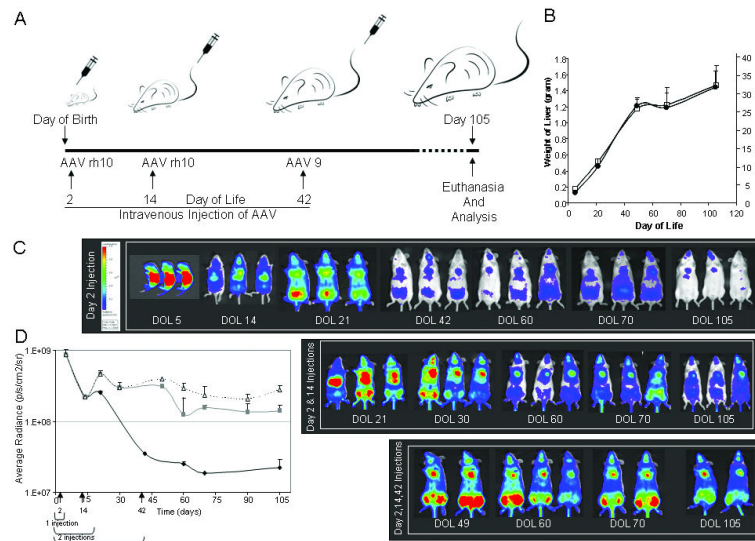 A
Day of Birth
Day 105
AAV rh10
AAV rh10
AAV 9
2
14
Day of Life
42
Intravenous Injection of AAV
Euthanasia
And
Analysis
B
Weight of Liver (gram)
1.8
1.6
1.4
1.2
1.0
0.8
0.6
0.4
0.2
0.0
40
35
30
25
20
15
10
5
0
0
20
40
60
80
100
120
Day of Life
C
Day 2 Injection
DOL 5
DOL 14
DOL 21
DOL 42
DOL 60
DOL 70
DOL 105
D
Average Radiance (p/s/cm2/sr)
1.E+09
1.E+08
1.E+07
0
15
30
45
60
75
90
105
2
14
42
Time (days)
1 injection
2 injections
Day 2 & 14 Injections
DOL 21
DOL 30
DOL 60
DOL 70
DOL 105
Day 2,14,42 Injections
DOL 49
DOL 60
DOL 70
DOL 105